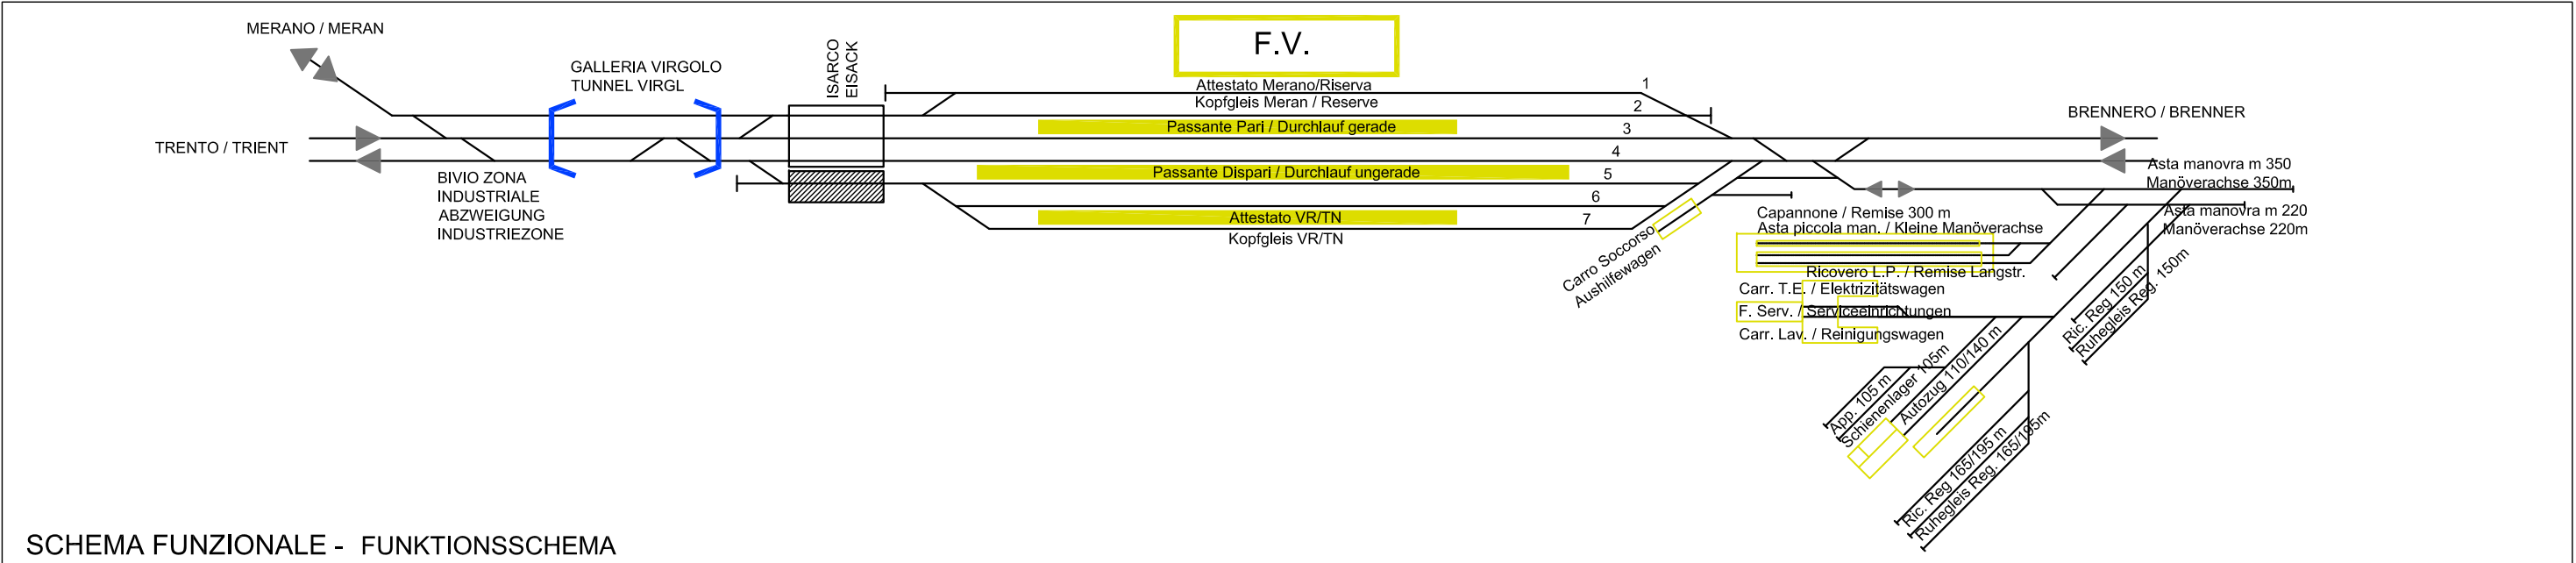 F.V.
MERANO / MERAN
GALLERIA VIRGOLO
TUNNEL VIRGL
ISARCO
EISACK
Attestato Merano/Riserva
1
Kopfgleis Meran / Reserve
2
Passante Pari / Durchlauf gerade
3
BRENNERO / BRENNER
TRENTO / TRIENT
4
BIVIO ZONA
INDUSTRIALE
ABZWEIGUNG
INDUSTRIEZONE
Passante Dispari / Durchlauf ungerade
5
6
Attestato VR/TN
7
Kopfgleis VR/TN
Asta manovra m 350
Manöverachse 350m
Asta manovra m 220
Manöverachse 220m
Carro Soccorso
Aushilfewagen
Capannone / Remise 300 m
Asta piccola man. / Kleine Manöverachse
Ricovero L.P. / Remise Langstr.
Carr. T.E. / Elektrizitätswagen
F. Serv. / Serviceeinrichtungen
Carr. Lav. / Reinigungswagen
Ric. Reg 150 m
Ruhegleis Reg. 150m
App. 105 m
Schienenlager 105m
Autozug 110/140 m
Ric. Reg 165/195 m
Ruhegleis Reg. 165/195m
SCHEMA FUNZIONALE - FUNKTIONSSCHEMA